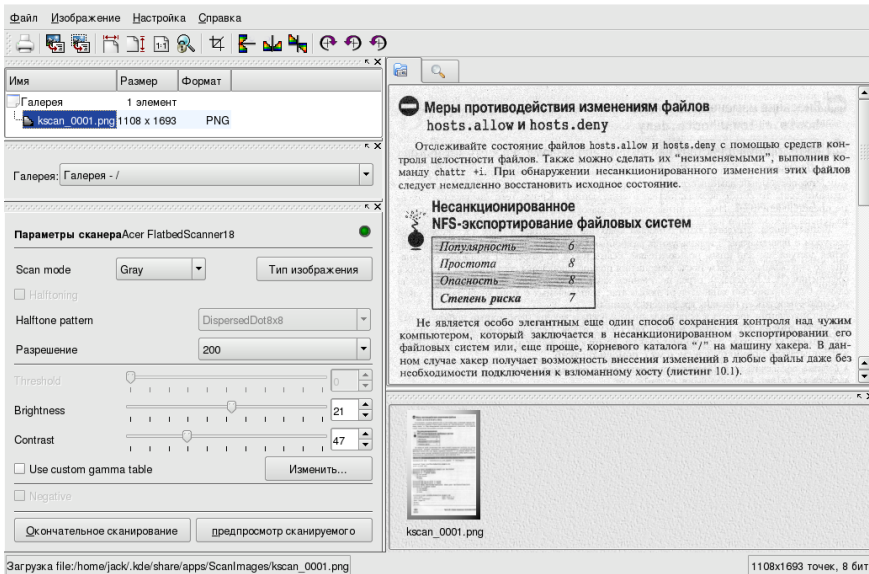 Файл Изображение Настройка Справка
Имя Размер Формат
Галерея 1 элемент
kscan_0001.png 1108 x 1693 PNG
Галерея: Галерея - /
Параметры сканераAcer FlatbedScanner18
Scan mode Gray Тип изображения
Halftoning
Halftone pattern DispersedDot8x8
Разрешение 200
Threshold 0
Brightness 21
Contrast 47
Use custom gamma table Изменить...
Negative
Окончательное сканирование предпросмотр сканируемого
Меры противодействия изменениям файлов
hosts.allow и hosts.deny
Отслеживайте состояние файлов hosts.allow и hosts.deny с помощью средств кон-
троля целостности файлов. Также можно сделать их "неизменяемыми", выполнив ко-
манду chattr +i. При обнаружении несанкционированного изменения этих файлов
следует немедленно восстановить исходное состояние.
Несанкционированное
NFS-экспортирование файловых систем
Популярность 6
Простота 8
Опасность 8
Степень риска 7
Не является особо элегантным еще один способ сохранения контроля над чужим
компьютером, который заключается в несанкционированном экспортировании его
файловых систем или, еще проще, корневого каталога "/" на машину хакера. В дан-
ном случае хакер получает возможность внесения изменений в любые файлы даже без
необходимости подключения к взломанному хосту (листинг 10.1).
kscan_0001.png
Загрузка file:/home/jack/.kde/share/apps/ScanImages/kscan_0001.png 1108x1693 точек, 8 бит